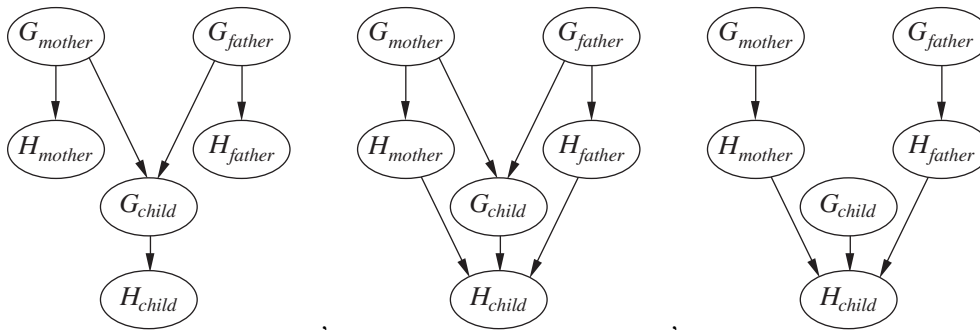 G_mother G_father G_mother G_father G_mother G_father
H_mother H_father H_mother H_father H_mother H_father
G_child G_child G_child
H_child H_child H_child
, ,